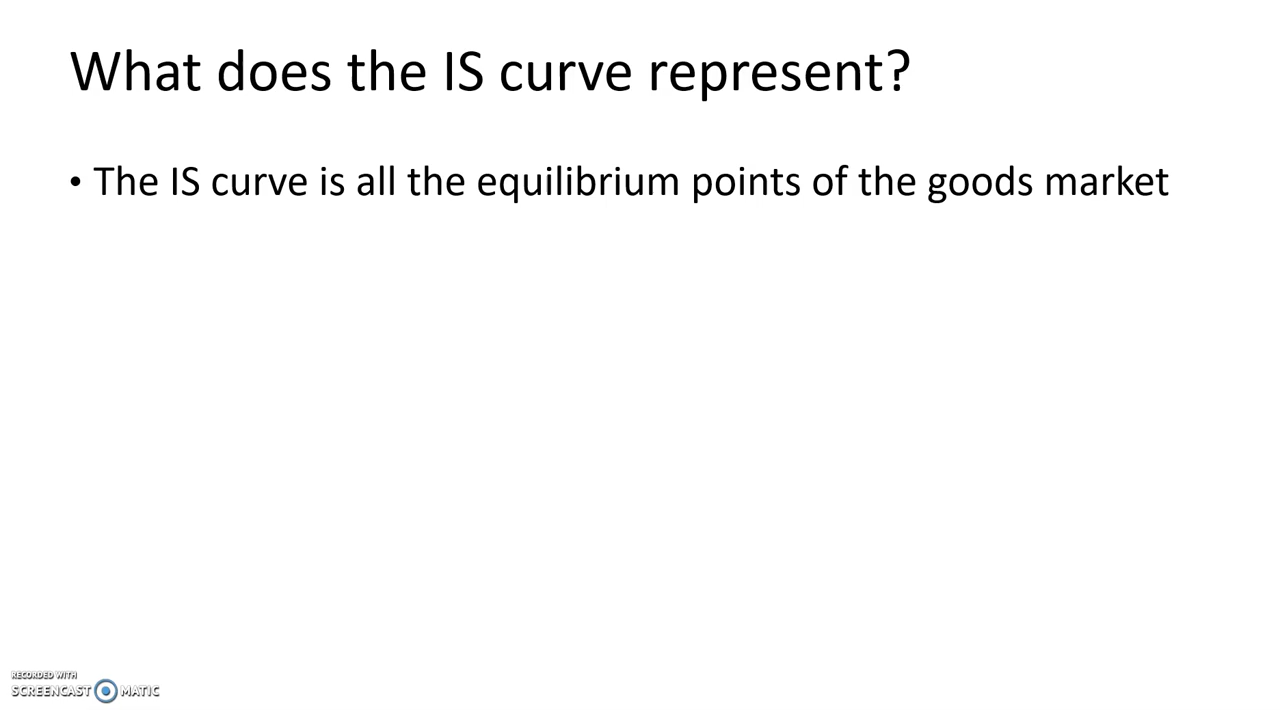 What does the IS curve represent?
• The IS curve is all the equilibrium points of the goods market
RECORDED WITH
SCREENCAST MATIC